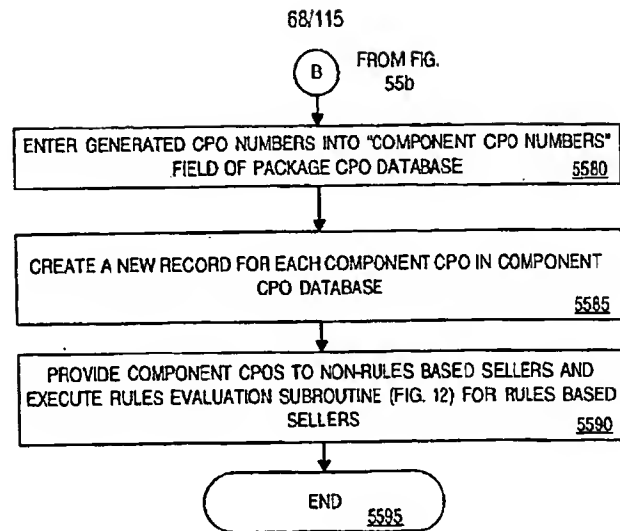 68/115
B
FROM FIG.
55b
ENTER GENERATED CPO NUMBERS INTO "COMPONENT CPO NUMBERS"
FIELD OF PACKAGE CPO DATABASE
5580
CREATE A NEW RECORD FOR EACH COMPONENT CPO IN COMPONENT
CPO DATABASE
5585
PROVIDE COMPONENT CPOS TO NON-RULES BASED SELLERS AND
EXECUTE RULES EVALUATION SUBROUTINE (FIG. 12) FOR RULES BASED
SELLERS
5590
END
5595